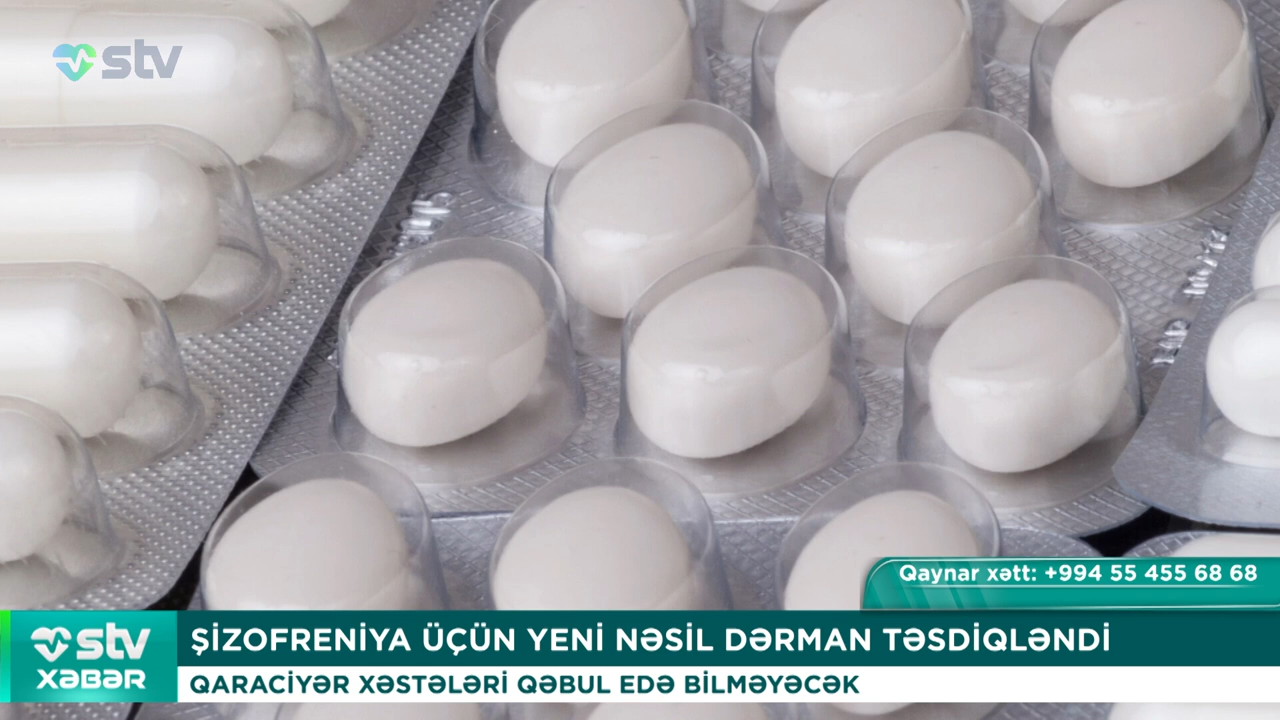 stv
Qaynar xətt: +994 55 455 68 68
stv
XƏBƏR
ŞİZOFRENİYA ÜÇÜN YENİ NƏSİL DƏRMAN TƏSDİQLƏNDİ
QARACİYƏR XƏSTƏLƏRİ QƏBUL EDƏ BİLMƏYƏCƏK